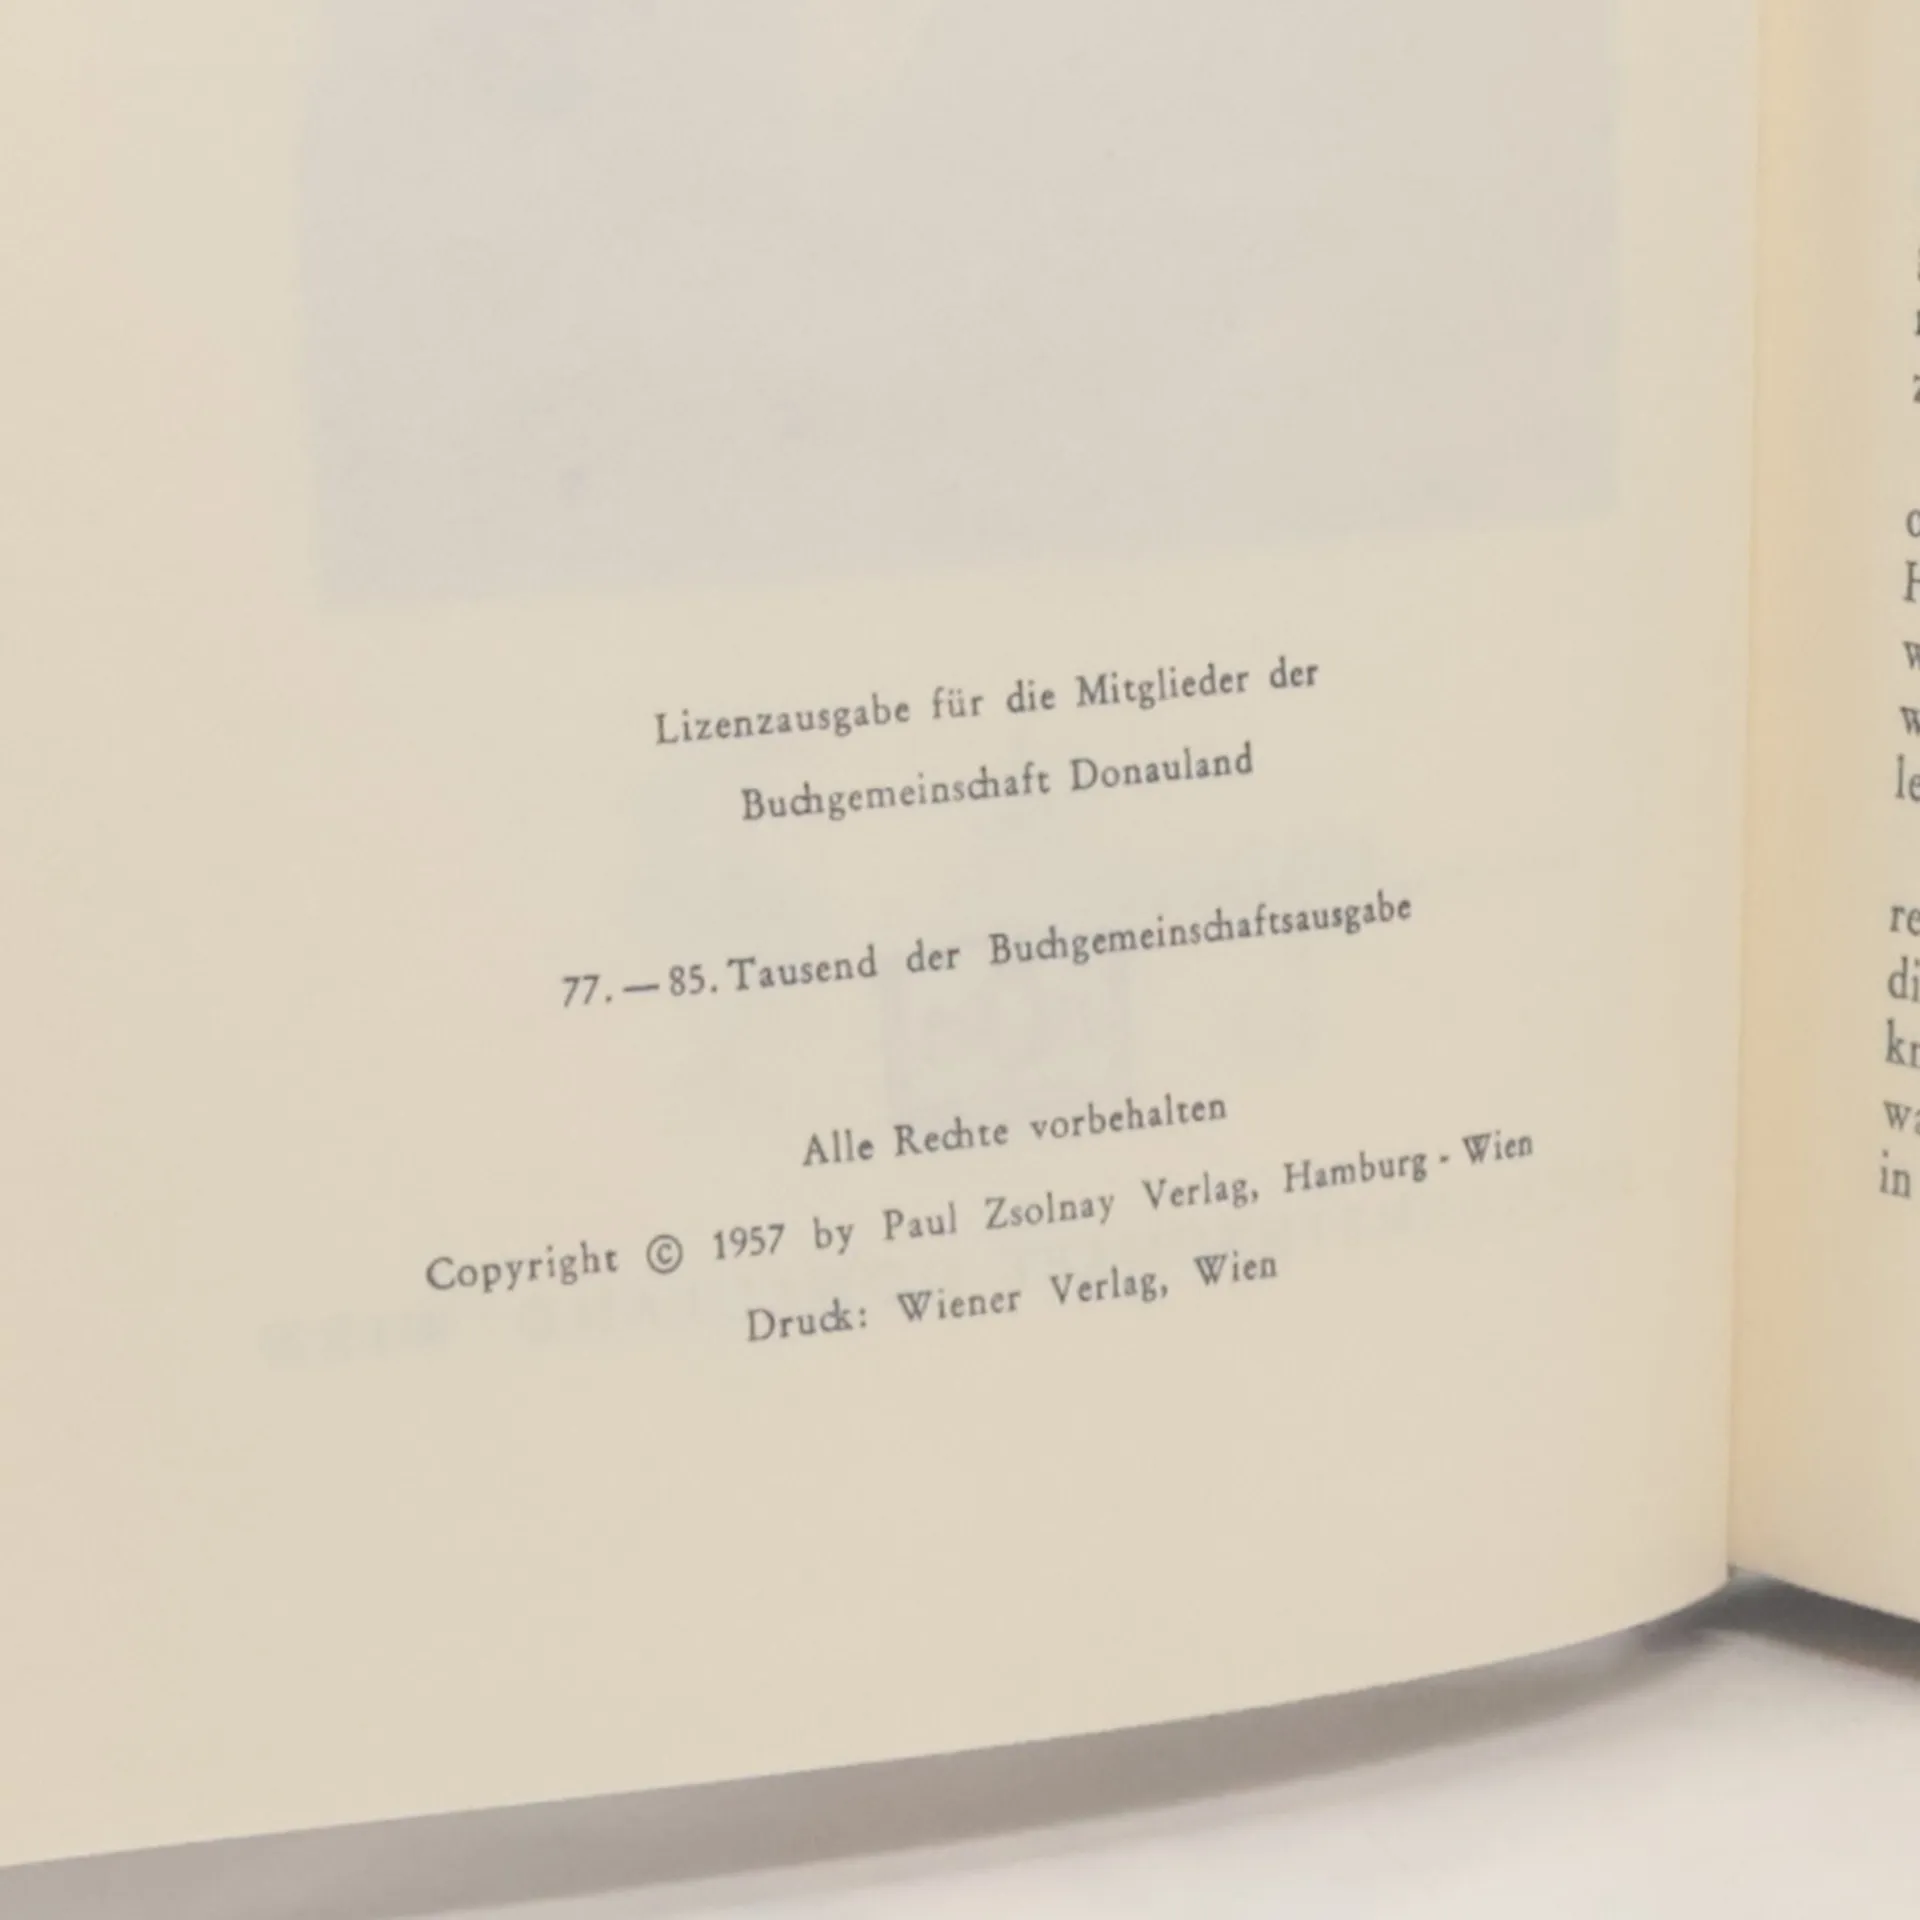 Lizenzausgabe für die Mitglieder der
Buchgemeinschaft Donauland
77. — 85. Tausend der Buchgemeinschaftsausgabe
Alle Rechte vorbehalten
Copyright © 1957 by Paul Zsolnay Verlag, Hamburg - Wien
Druck: Wiener Verlag, Wien